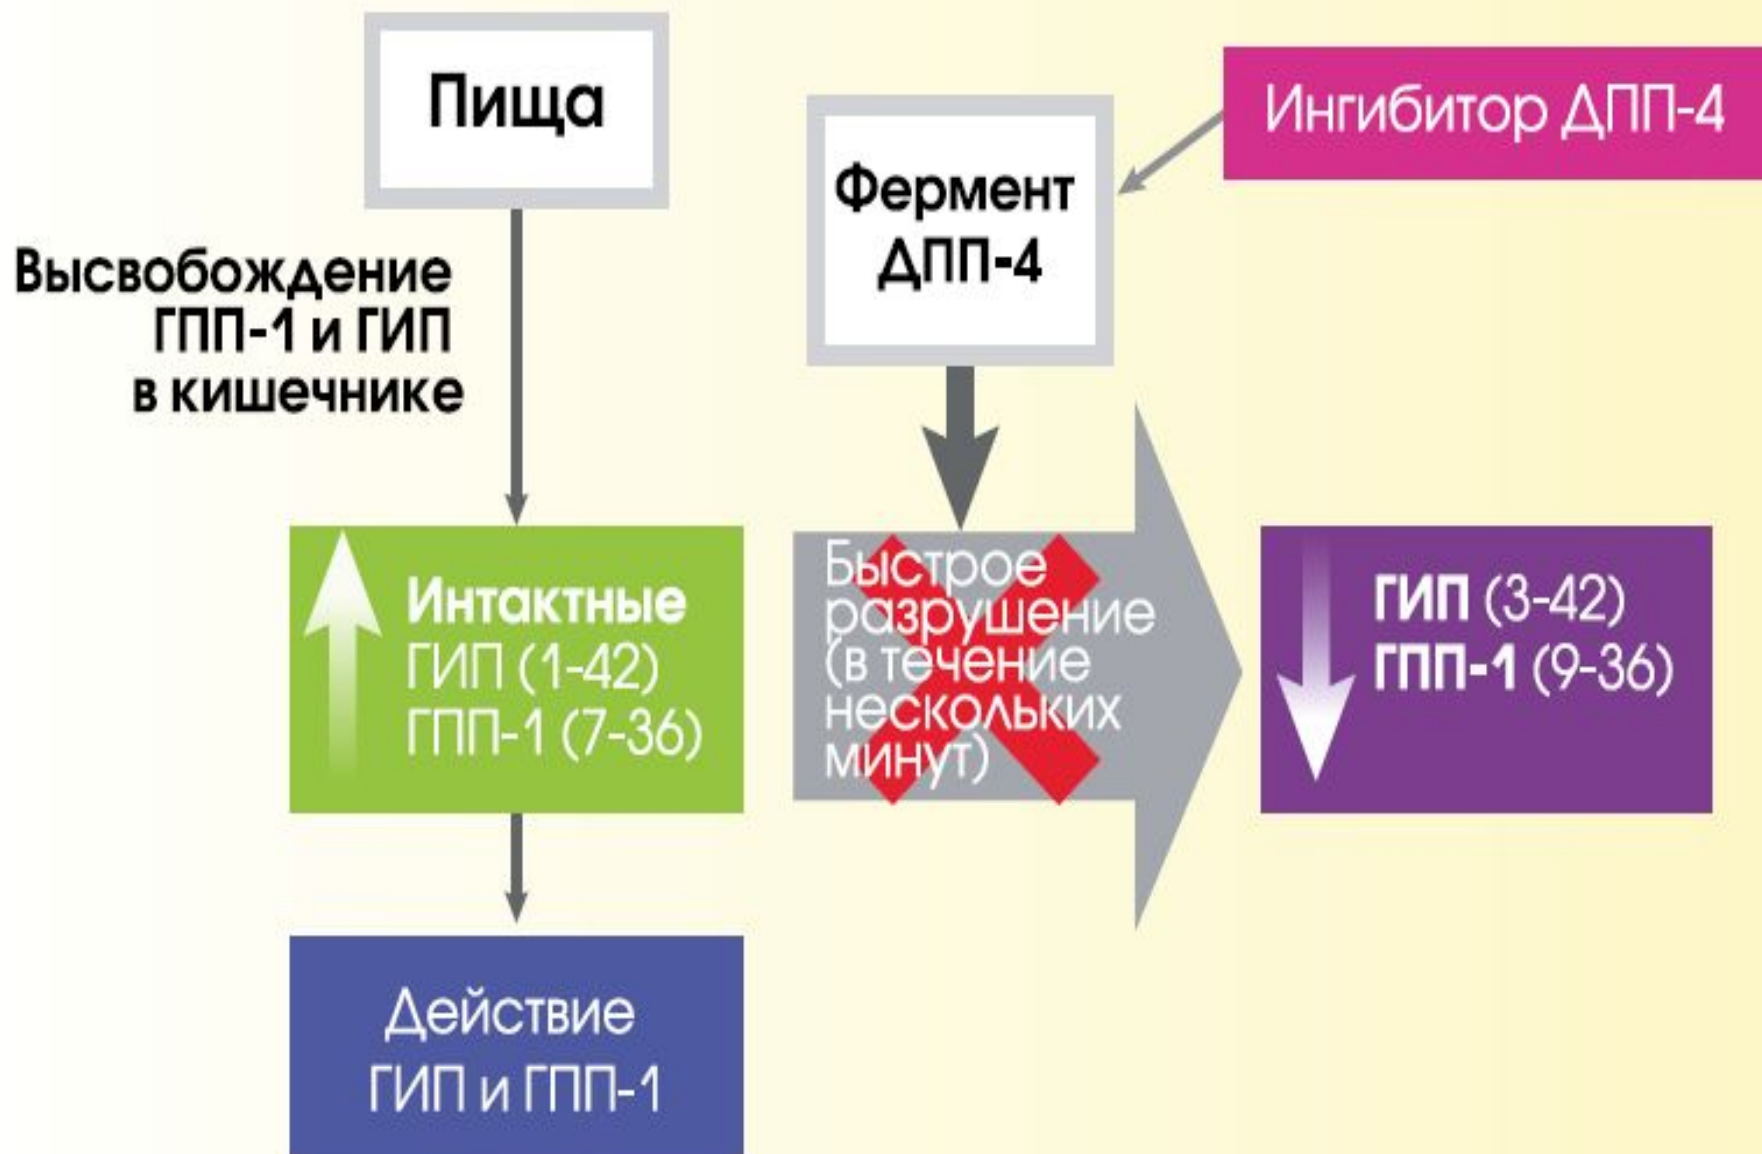 Пища
Высвобождение
ГПП-1 и ГИП
в кишечнике
Фермент
ДПП-4
Ингибитор ДПП-4
Интактные
ГИП (1-42)
ГПП-1 (7-36)
Быстрое
разрушение
(в течение
нескольких
минут)
ГИП (3-42)
ГПП-1 (9-36)
Действие
ГИП и ГПП-1